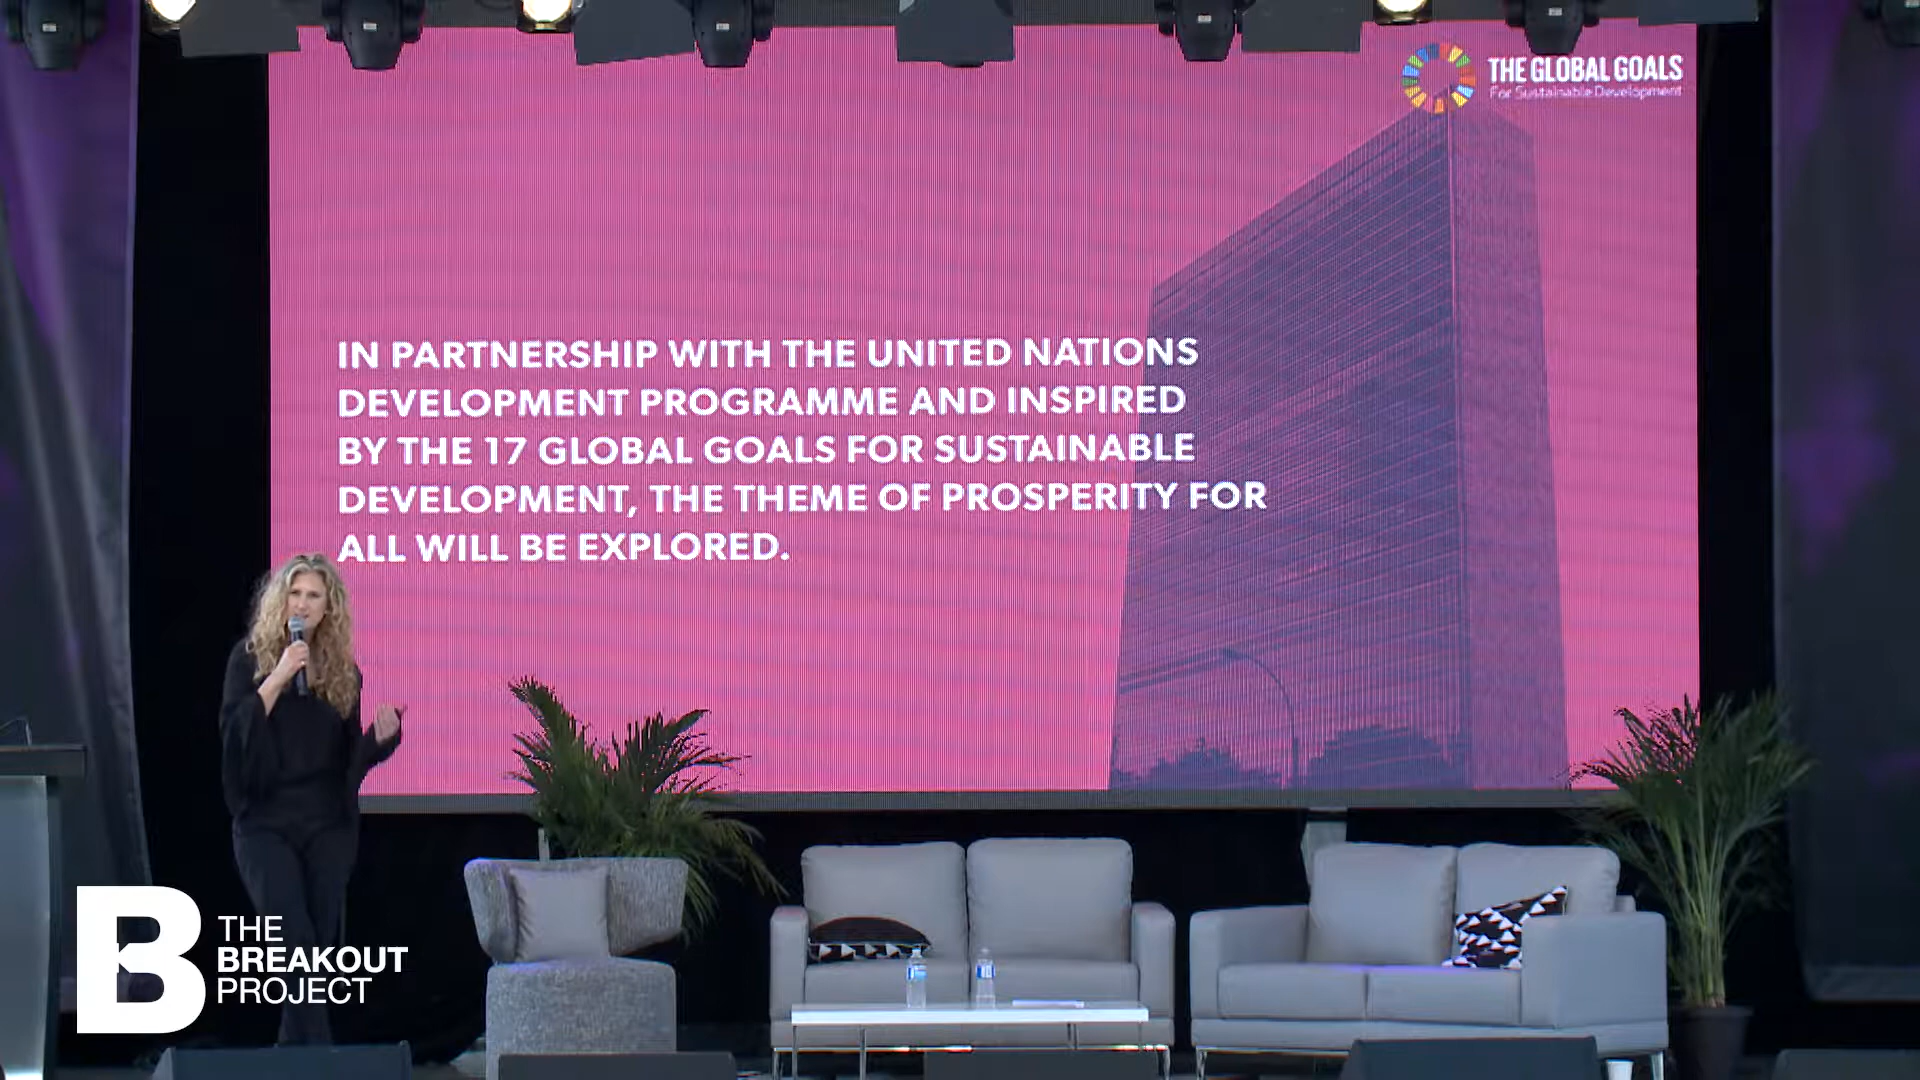 THE GLOBAL GOALS
For Sustainable Development
IN PARTNERSHIP WITH THE UNITED NATIONS
DEVELOPMENT PROGRAMME AND INSPIRED
BY THE 17 GLOBAL GOALS FOR SUSTAINABLE
DEVELOPMENT, THE THEME OF PROSPERITY FOR
ALL WILL BE EXPLORED.
B
THE
BREAKOUT
PROJECT